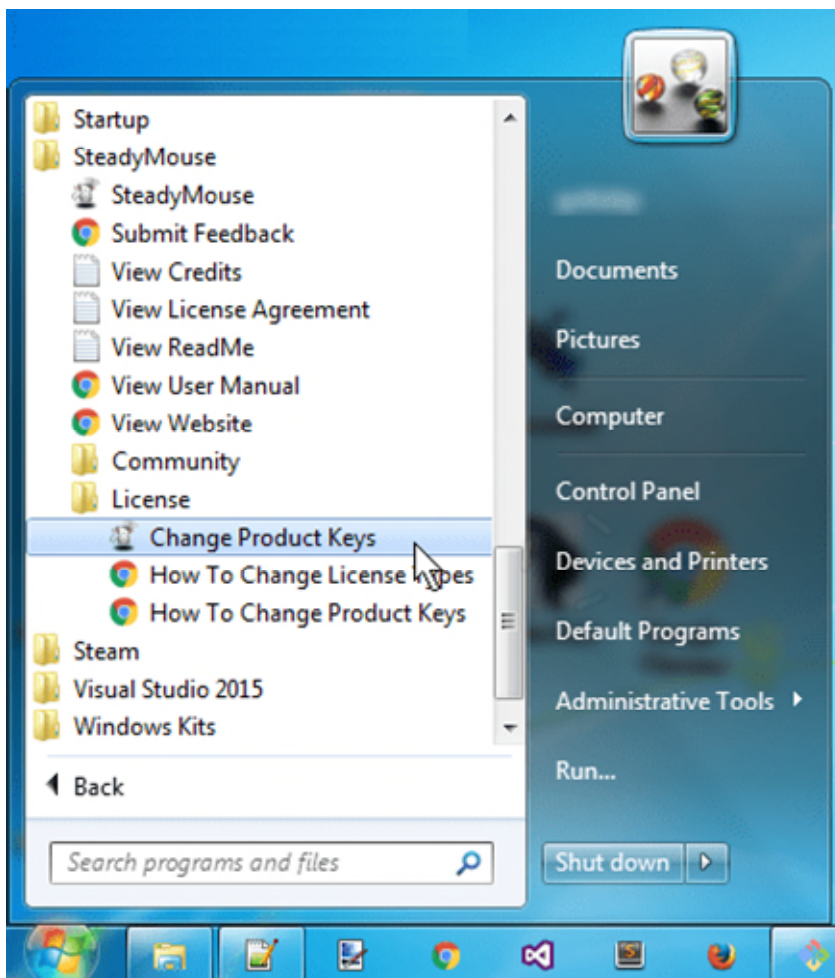 Startup
SteadyMouse
SteadyMouse
Submit Feedback
View Credits
View License Agreement
View ReadMe
View User Manual
View Website
Community
License
Change Product Keys
How To Change License Types
How To Change Product Keys
Steam
Visual Studio 2015
Windows Kits
Back
Search programs and files
Documents
Pictures
Computer
Control Panel
Devices and Printers
Default Programs
Administrative Tools
Run...
Shut down